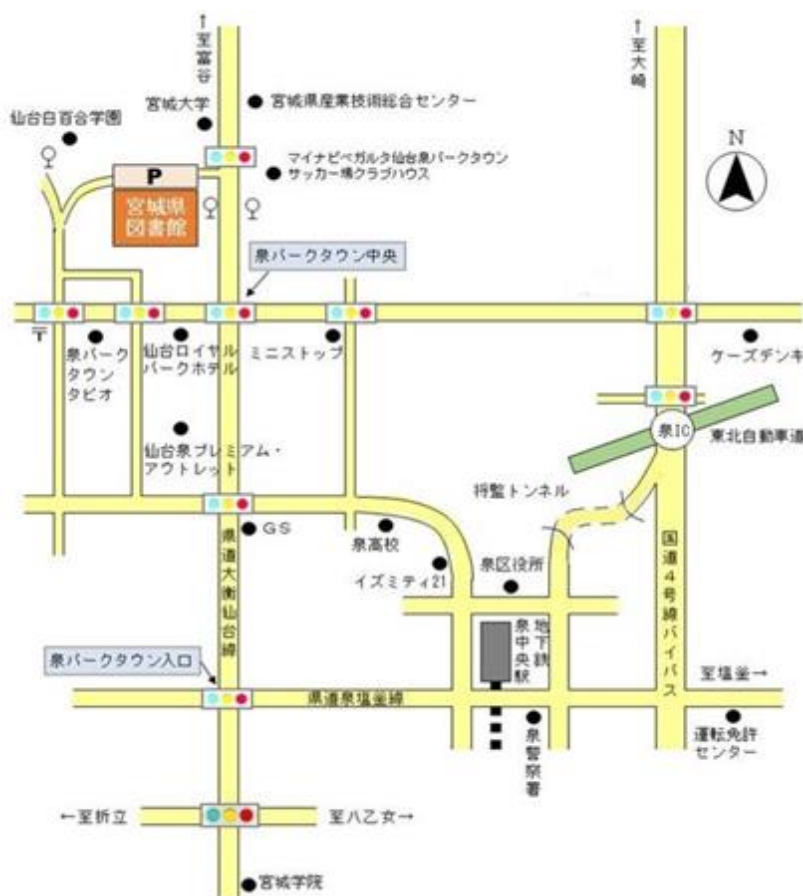 ↑至富谷
↑至大崎
宮城大学
宮城県産業技術総合センター
仙台白百合学園
マイナビベガルタ仙台泉パークタウン
サッカー場クラブハウス
N
P
宮城県
図書館
泉パークタウン中央
〒
泉パーク
タウン
タピオ
仙台ロイヤル
パークホテル
ミニストップ
ケーズデンキ
泉IC
東北自動車道
仙台泉プレミアム・
アウトレット
将監トンネル
GS
泉高校
イズミティ21
泉区役所
県道大衡仙台線
国道4号線バイパス
地下鉄
泉中央駅
泉パークタウン入口
至塩釜→
県道泉塩釜線
泉警察署
運転免許
センター
←至折立
至八乙女→
宮城学院